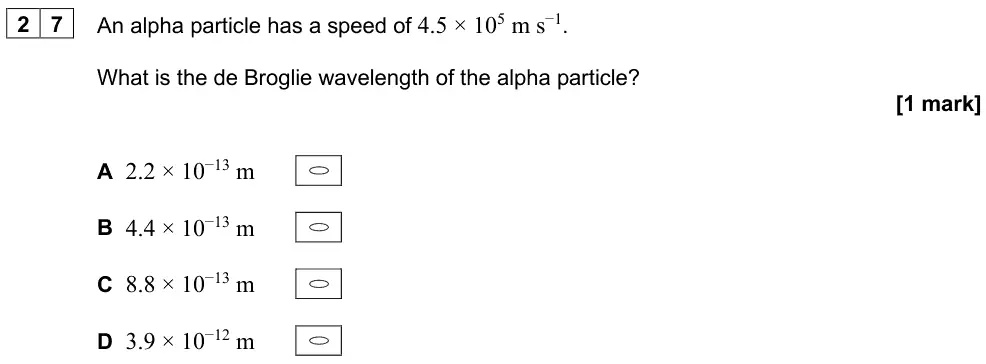 2 7 An alpha particle has a speed of 4.5 × 10⁵ m s⁻¹.
What is the de Broglie wavelength of the alpha particle?
[1 mark]
A 2.2 × 10⁻¹³ m
B 4.4 × 10⁻¹³ m
C 8.8 × 10⁻¹³ m
D 3.9 × 10⁻¹² m